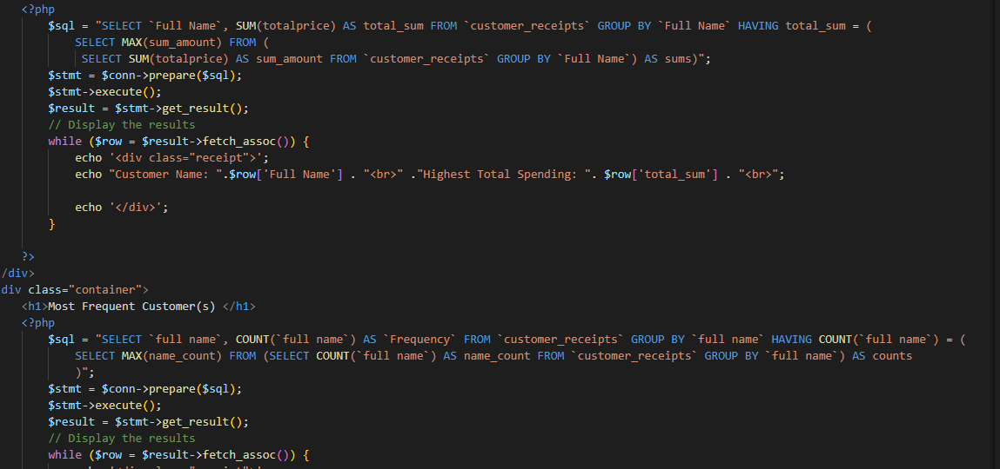 <?php
$sql = "SELECT `Full Name`, SUM(totalprice) AS total_sum FROM `customer_receipts` GROUP BY `Full Name` HAVING total_sum = (
SELECT MAX(sum_amount) FROM (
SELECT SUM(totalprice) AS sum_amount FROM `customer_receipts` GROUP BY `Full Name`) AS sums)";
$stmt = $conn->prepare($sql);
$stmt->execute();
$result = $stmt->get_result();
// Display the results
while ($row = $result->fetch_assoc()) {
echo '<div class="receipt">';
echo "Customer Name: ".$row['Full Name'] . "<br>" ."Highest Total Spending: ". $row['total_sum'] . "<br>";
echo '</div>';
}
?>
/div>
div class="container">
<h1>Most Frequent Customer(s) </h1>
<?php
$sql = "SELECT `full name`, COUNT(`full name`) AS `Frequency` FROM `customer_receipts` GROUP BY `full name` HAVING COUNT(`full name`) = (
SELECT MAX(name_count) FROM (SELECT COUNT(`full name`) AS name_count FROM `customer_receipts` GROUP BY `full name`) AS counts
)";
$stmt = $conn->prepare($sql);
$stmt->execute();
$result = $stmt->get_result();
// Display the results
while ($row = $result->fetch_assoc()) {